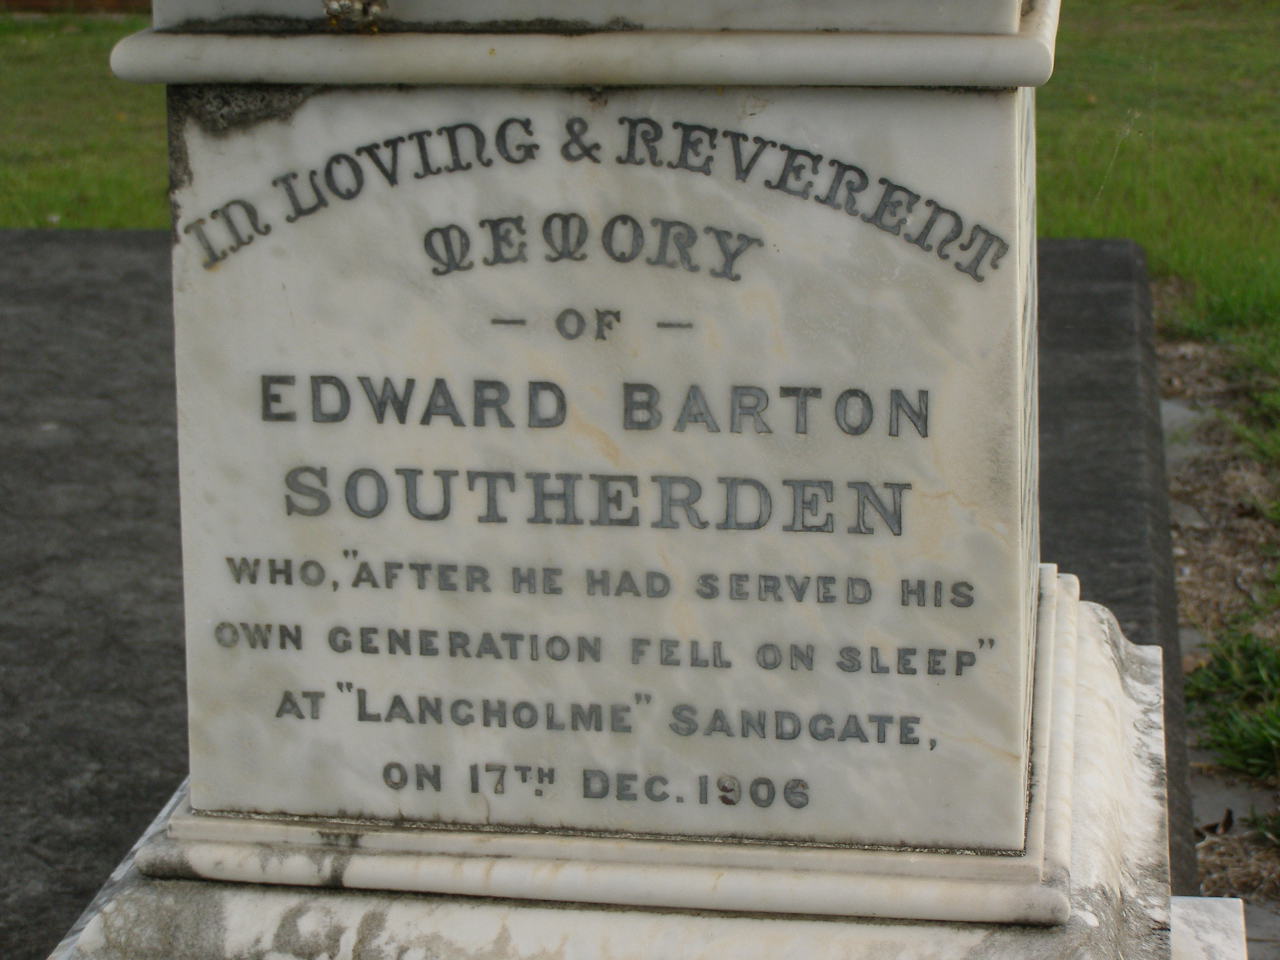 IN LOVING & REVERENT
MEMORY
— OF —
EDWARD BARTON
SOUTHERDEN
WHO, "AFTER HE HAD SERVED HIS
OWN GENERATION FELL ON SLEEP"
AT "LANGHOLME" SANDGATE,
ON 17TH. DEC. 1906